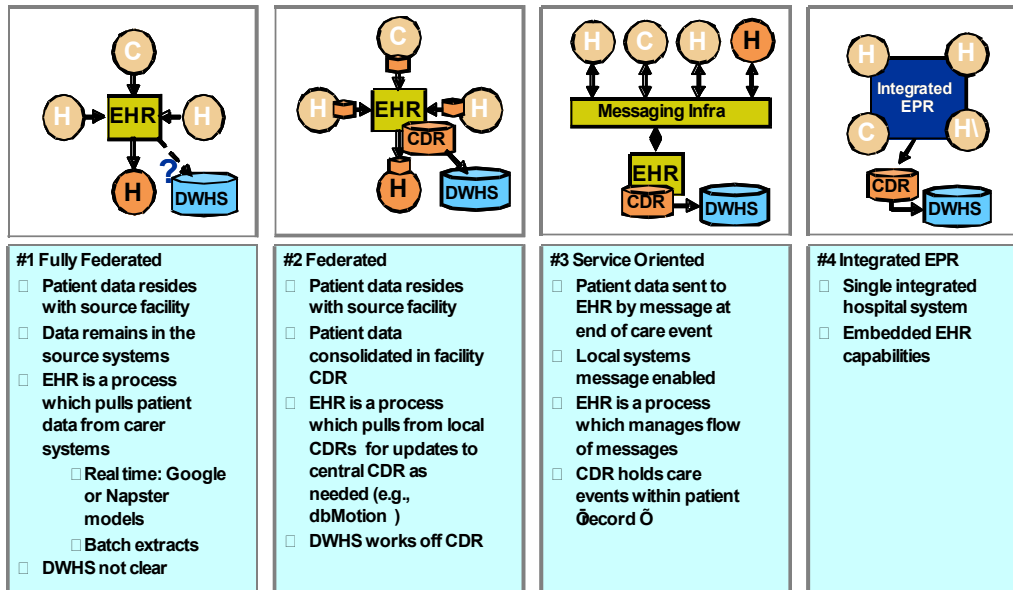 C
H
EHR
H
?
H
DWHS
#1 Fully Federated
Patient data resides
with source facility
Data remains in the
source systems
EHR is a process
which pulls patient
data from carer
systems
Real time: Google
or Napster
models
Batch extracts
DWHS not clear
C
H
EHR
H
CDR
H
DWHS
#2 Federated
Patient data resides
with source facility
Patient data
consolidated in facility
CDR
EHR is a process
which pulls from local
CDRs for updates to
central CDR as
needed (e.g.,
dbMotion )
DWHS works off CDR
H C H H
Messaging Infra
EHR
CDR
DWHS
#3 Service Oriented
Patient data sent to
EHR by message at
end of care event
Local systems
message enabled
EHR is a process
which manages flow
of messages
CDR holds care
events within patient
Õecord Õ
H
H
Integrated
EPR
C
H\
CDR
DWHS
#4 Integrated EPR
Single integrated
hospital system
Embedded EHR
capabilities